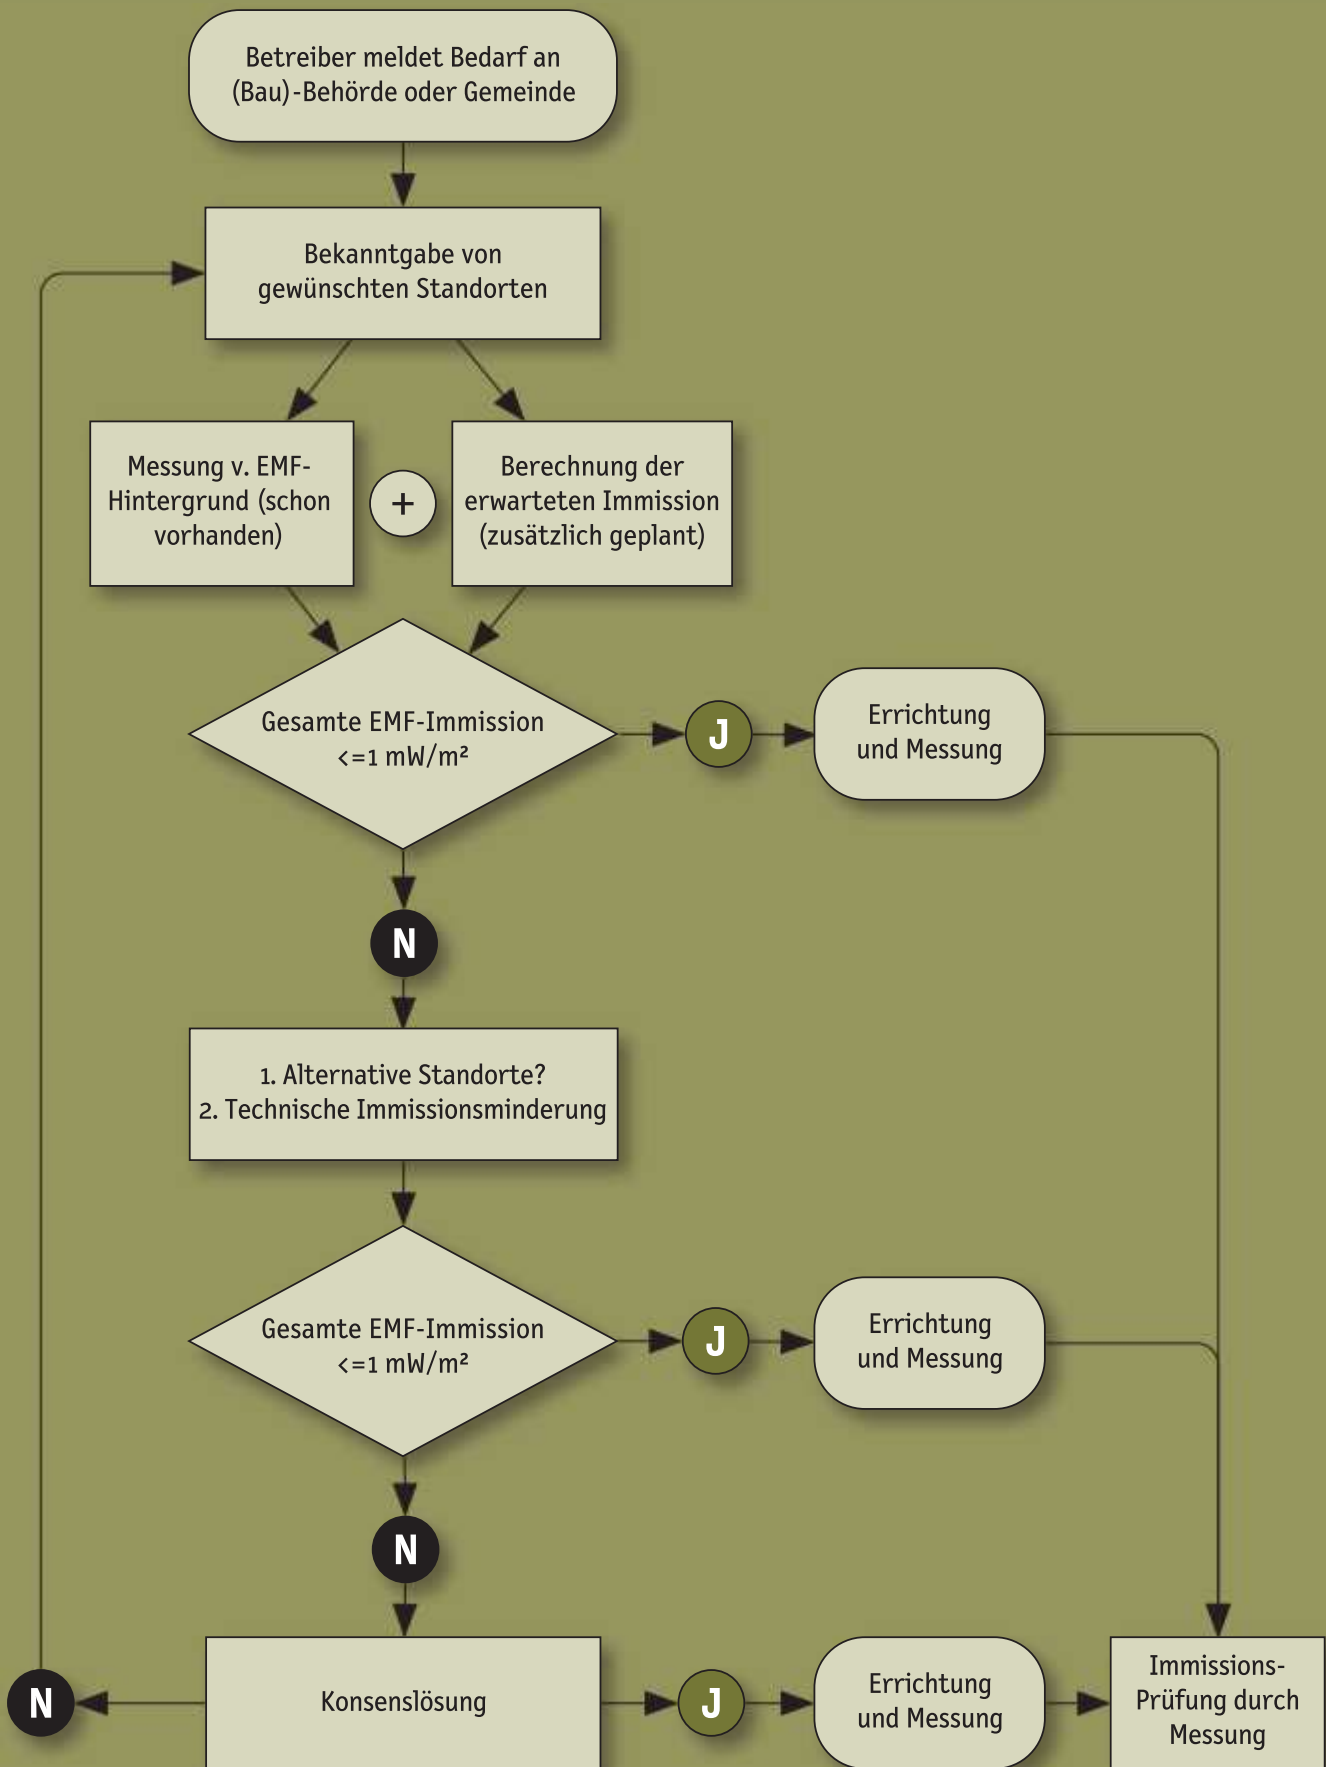 Betreiber meldet Bedarf an
(Bau)-Behörde oder Gemeinde
Bekanntgabe von
gewünschten Standorten
Messung v. EMF-
Hintergrund (schon
vorhanden)
+
Berechnung der
erwarteten Immission
(zusätzlich geplant)
Gesamte EMF-Immission
<=1 mW/m²
J
Errichtung
und Messung
N
1. Alternative Standorte?
2. Technische Immissionsminderung
Gesamte EMF-Immission
<=1 mW/m²
J
Errichtung
und Messung
N
N
Konsenslösung
J
Errichtung
und Messung
Immissions-
Prüfung durch
Messung